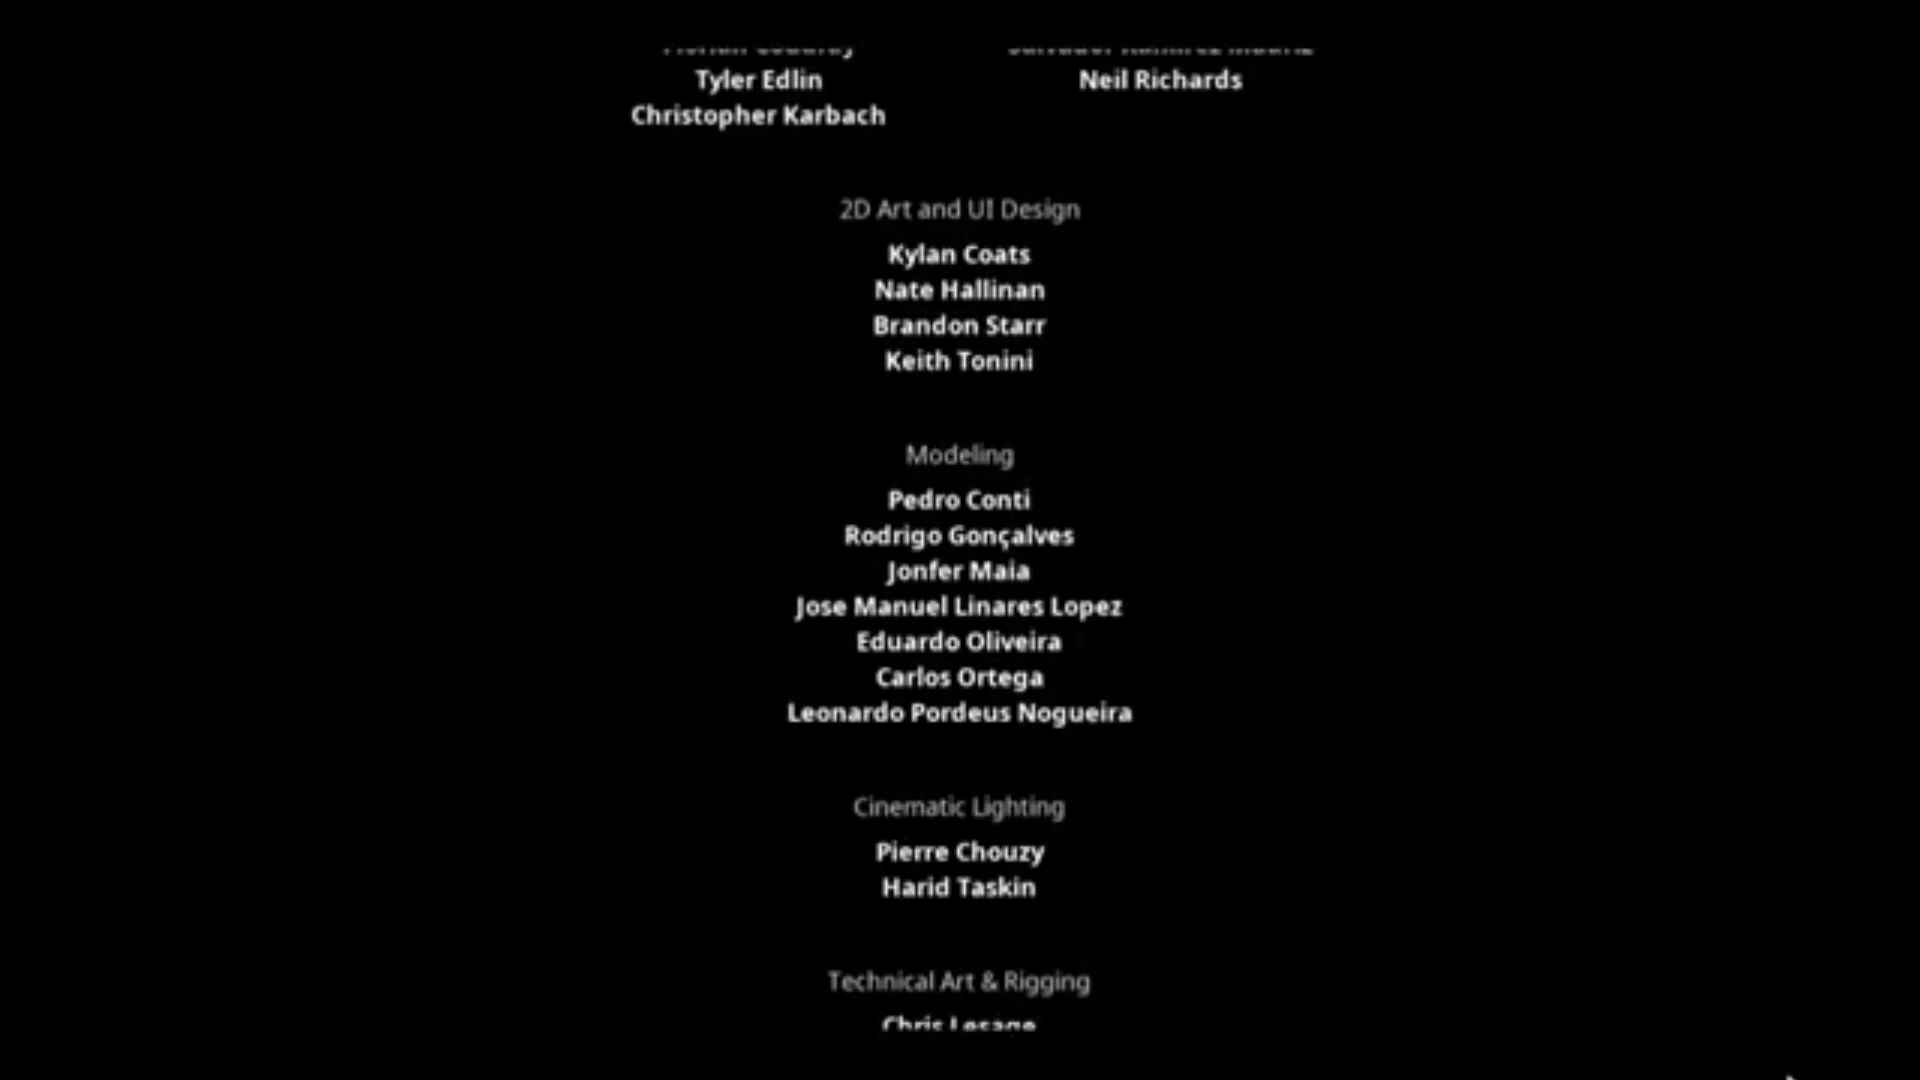 Tyler Edlin
Neil Richards
Christopher Karbach
2D Art and UI Design
Kylan Coats
Nate Hallinan
Brandon Starr
Keith Tonini
Modeling
Pedro Conti
Rodrigo Gonçalves
Jonfer Maia
Jose Manuel Linares Lopez
Eduardo Oliveira
Carlos Ortega
Leonardo Pordeus Nogueira
Cinematic Lighting
Pierre Chouzy
Harid Taskin
Technical Art & Rigging
Chris Lesage